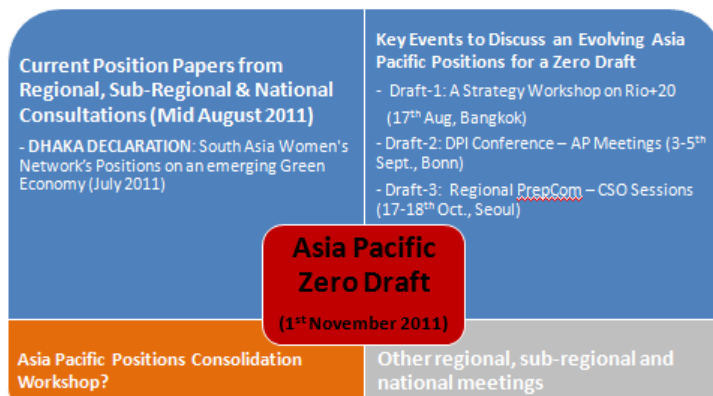 Current Position Papers from
Regional, Sub-Regional & National
Consultations (Mid August 2011)
- DHAKA DECLARATION: South Asia Women's
Network's Positions on an emerging Green
Economy (July 2011)
Key Events to Discuss an Evolving Asia
Pacific Positions for a Zero Draft
- Draft-1: A Strategy Workshop on Rio+20
(17th Aug, Bangkok)
- Draft-2: DPI Conference – AP Meetings (3-5th
Sept., Bonn)
- Draft-3: Regional PrepCom – CSO Sessions
(17-18th Oct., Seoul)
Asia Pacific
Zero Draft
(1st November 2011)
Asia Pacific Positions Consolidation
Workshop?
Other regional, sub-regional and
national meetings